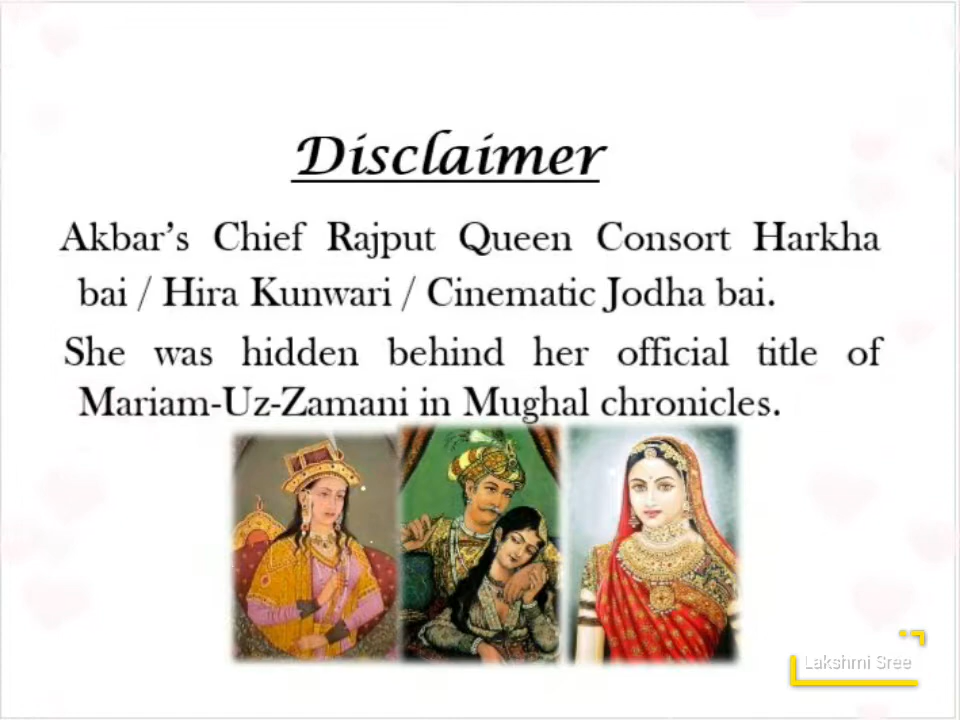 Disclaimer
Akbar's Chief Rajput Queen Consort Harkha
bai / Hira Kunwari / Cinematic Jodha bai.
She was hidden behind her official title of
Mariam-Uz-Zamani in Mughal chronicles.
Lakshmi Sree